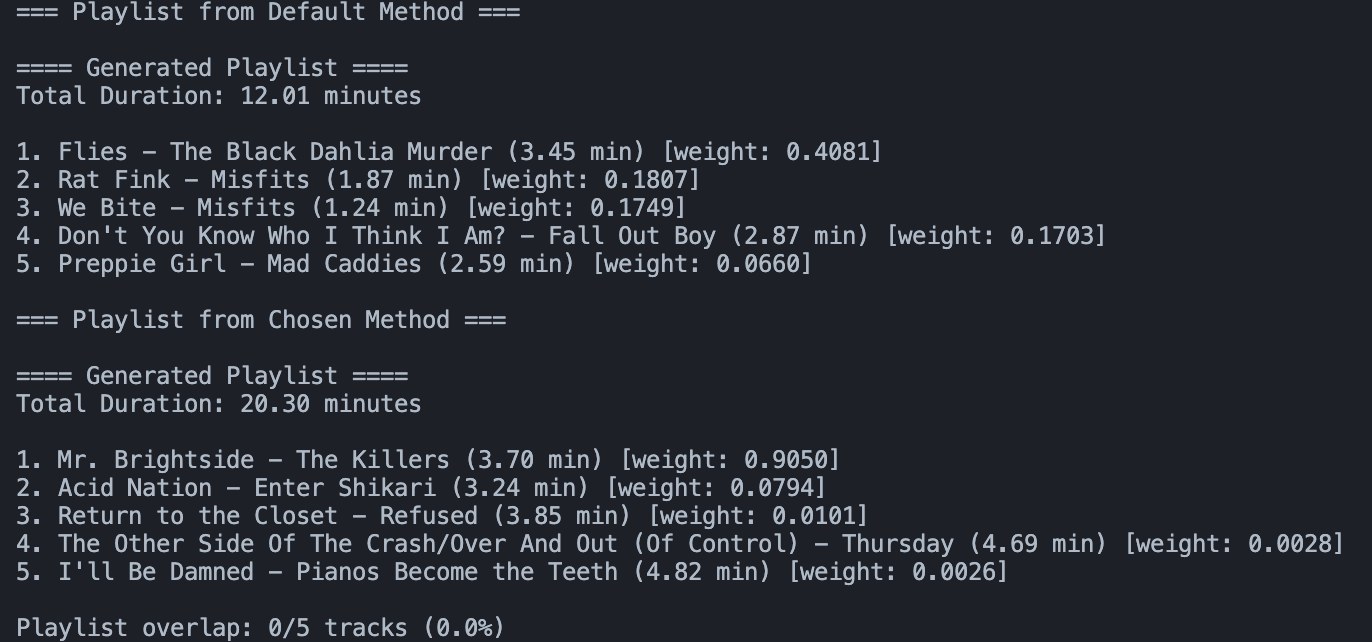 === Playlist from Default Method ===
==== Generated Playlist ====
Total Duration: 12.01 minutes
1. Flies – The Black Dahlia Murder (3.45 min) [weight: 0.4081]
2. Rat Fink – Misfits (1.87 min) [weight: 0.1807]
3. We Bite – Misfits (1.24 min) [weight: 0.1749]
4. Don't You Know Who I Think I Am? – Fall Out Boy (2.87 min) [weight: 0.1703]
5. Preppie Girl – Mad Caddies (2.59 min) [weight: 0.0660]
=== Playlist from Chosen Method ===
==== Generated Playlist ====
Total Duration: 20.30 minutes
1. Mr. Brightside – The Killers (3.70 min) [weight: 0.9050]
2. Acid Nation – Enter Shikari (3.24 min) [weight: 0.0794]
3. Return to the Closet – Refused (3.85 min) [weight: 0.0101]
4. The Other Side Of The Crash/Over And Out (Of Control) – Thursday (4.69 min) [weight: 0.0028]
5. I'll Be Damned – Pianos Become the Teeth (4.82 min) [weight: 0.0026]
Playlist overlap: 0/5 tracks (0.0%)